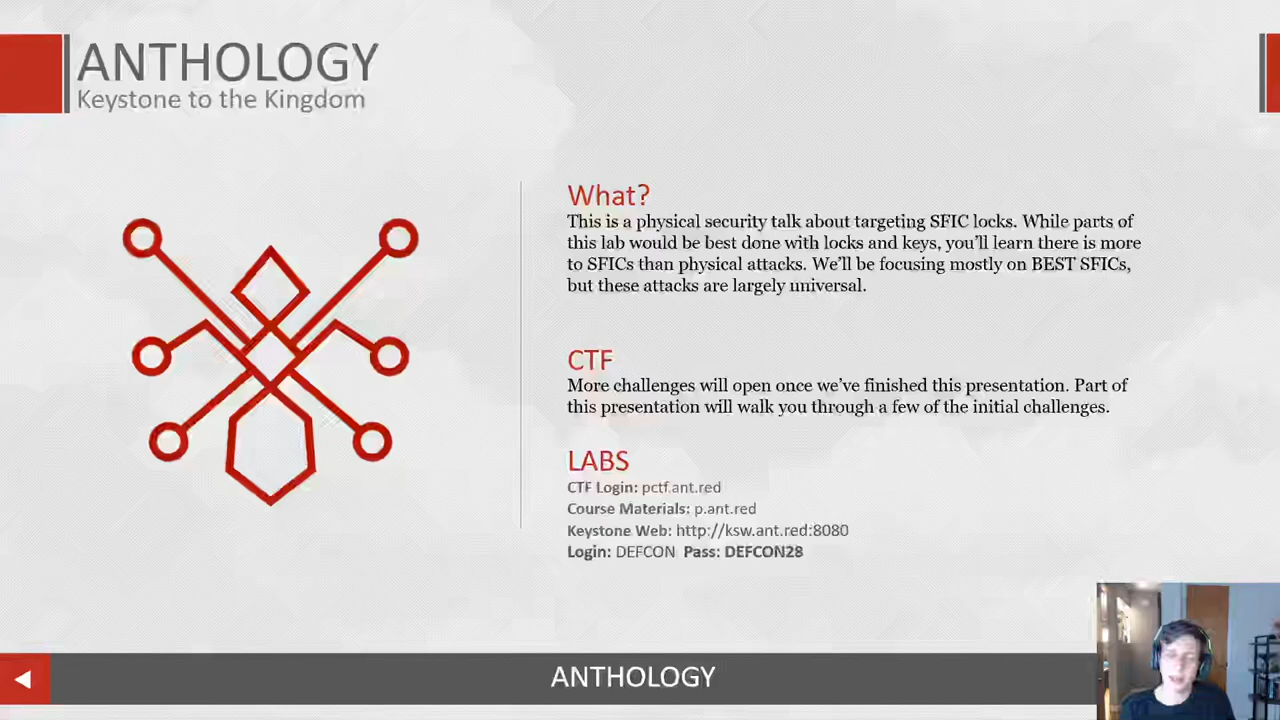 ANTHOLOGY
Keystone to the Kingdom
What?
This is a physical security talk about targeting SFIC locks. While parts of
this lab would be best done with locks and keys, you'll learn there is more
to SFICs than physical attacks. We'll be focusing mostly on BEST SFICs,
but these attacks are largely universal.
CTF
More challenges will open once we've finished this presentation. Part of
this presentation will walk you through a few of the initial challenges.
LABS
CTF Login: pctf.ant.red
Course Materials: p.ant.red
Keystone Web: http://ksw.ant.red:8080
Login: DEFCON Pass: DEFCON28
ANTHOLOGY